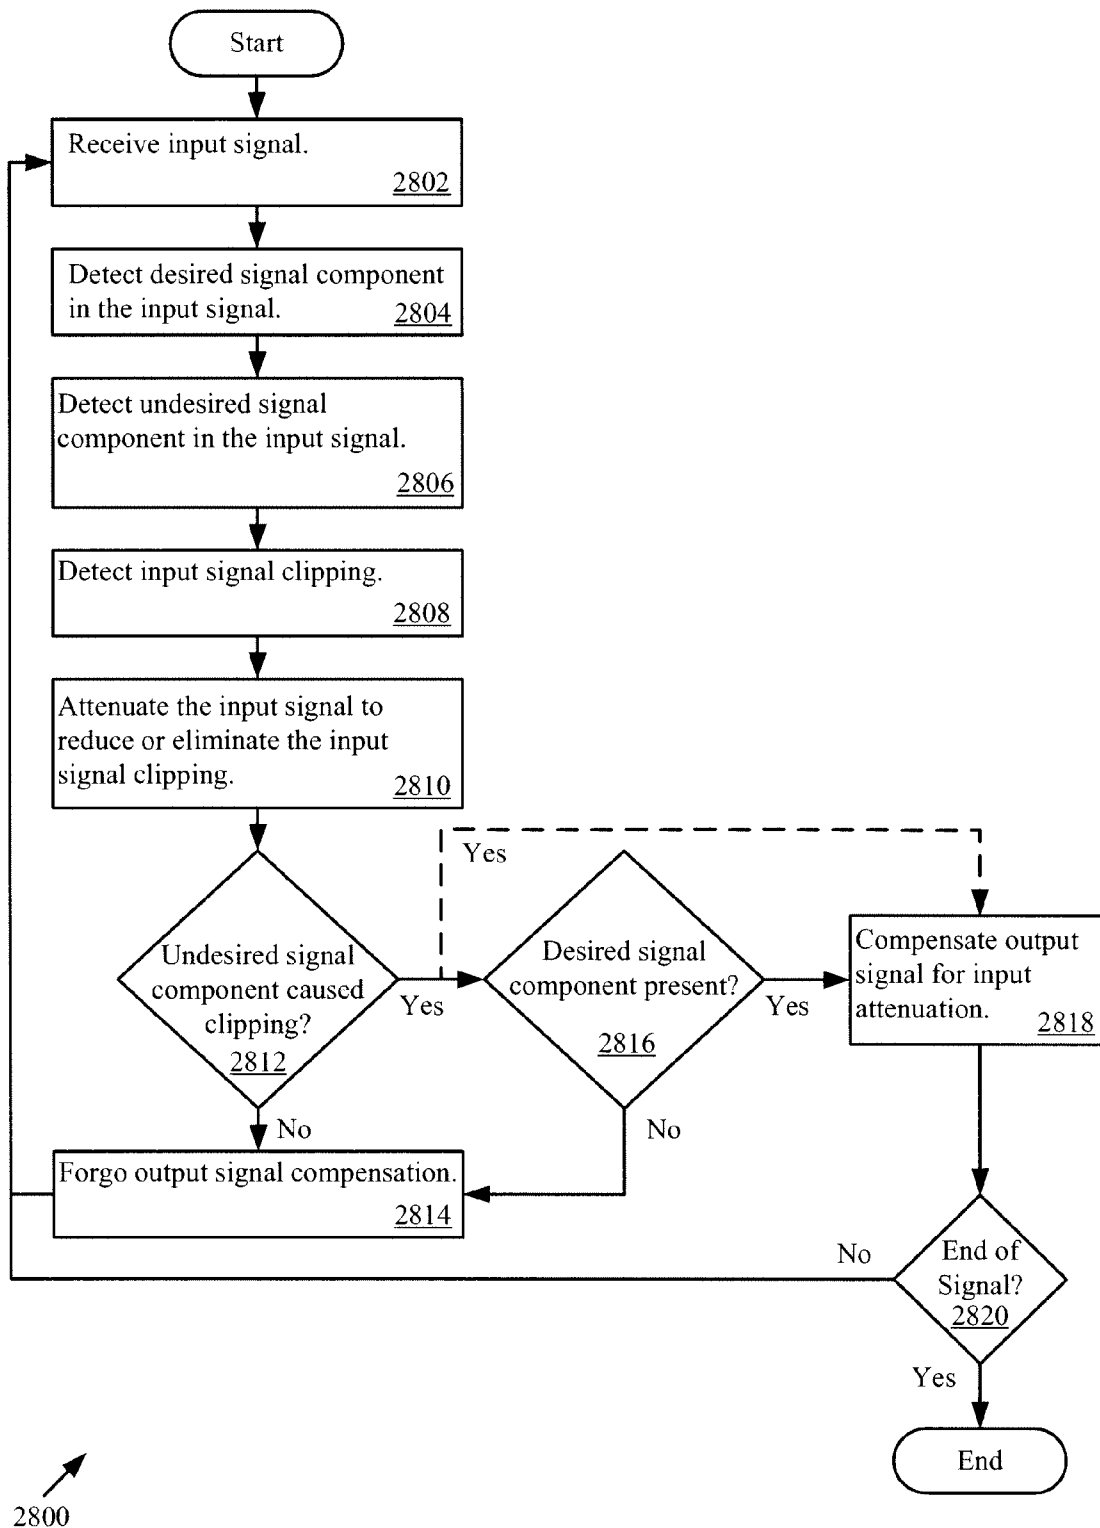 Start
Receive input signal.
2802
Detect desired signal component
in the input signal.
2804
Detect undesired signal
component in the input signal.
2806
Detect input signal clipping.
2808
Attenuate the input signal to
reduce or eliminate the input
signal clipping.
2810
Undesired signal
component caused
clipping?
2812
Yes
Yes
No
Desired signal
component present?
2816
Yes
No
Compensate output
signal for input
attenuation.
2818
Forgo output signal compensation.
2814
No
End of
Signal?
2820
Yes
End
2800